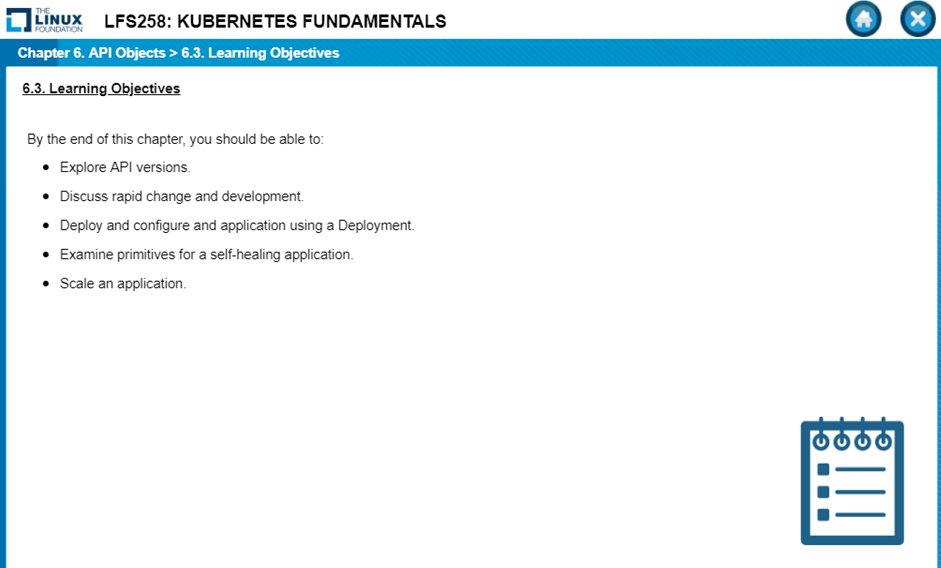 THE
LINUX
FOUNDATION
LFS258: KUBERNETES FUNDAMENTALS
Chapter 6. API Objects > 6.3. Learning Objectives
6.3. Learning Objectives
By the end of this chapter, you should be able to:
• Explore API versions.
• Discuss rapid change and development.
• Deploy and configure and application using a Deployment.
• Examine primitives for a self-healing application.
• Scale an application.